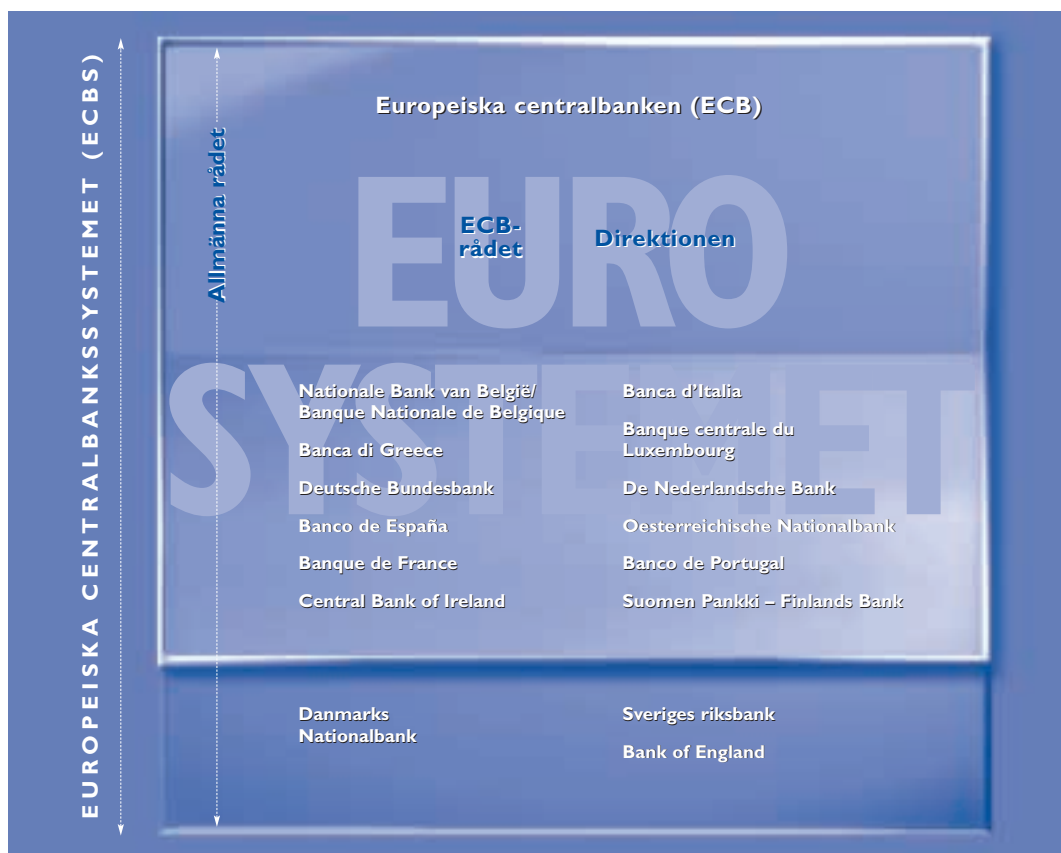 EUROPEISKA CENTRALBANKSSYSTEMET (ECBS)
Allmänna rådet
Europeiska centralbanken (ECB)
EURO
SYSTEMET
ECB-
rådet
Direktionen
Nationale Bank van België/
Banque Nationale de Belgique
Banca di Greece
Deutsche Bundesbank
Banco de España
Banque de France
Central Bank of Ireland
Banca d’Italia
Banque centrale du
Luxembourg
De Nederlandsche Bank
Oesterreichische Nationalbank
Banco de Portugal
Suomen Pankki – Finlands Bank
Danmarks
Nationalbank
Sveriges riksbank
Bank of England